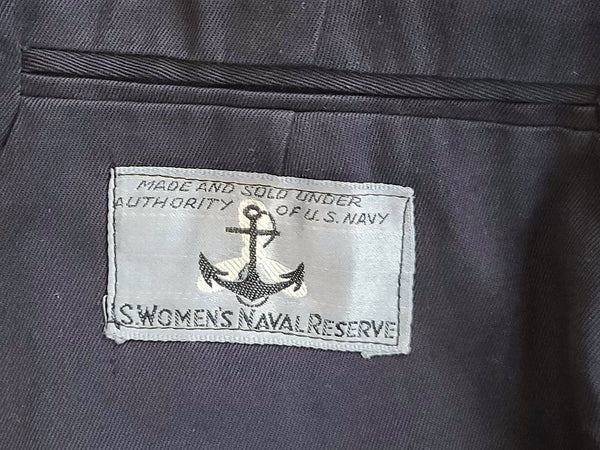 MADE AND SOLD UNDER
AUTHORITY OF U.S. NAVY
S. WOMEN'S NAVAL RESERVE